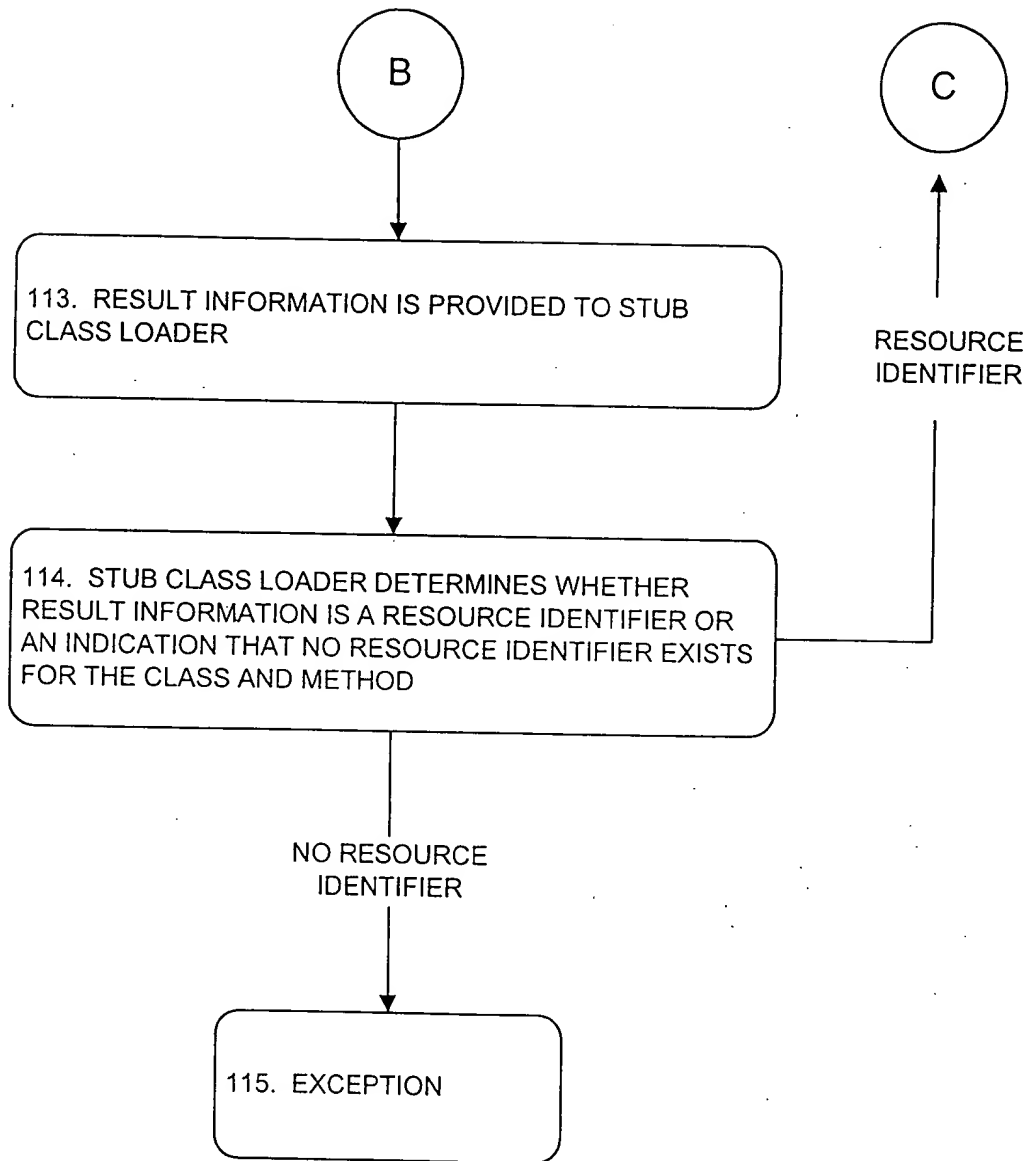 B
C
113. RESULT INFORMATION IS PROVIDED TO STUB
CLASS LOADER
RESOURCE
IDENTIFIER
114. STUB CLASS LOADER DETERMINES WHETHER
RESULT INFORMATION IS A RESOURCE IDENTIFIER OR
AN INDICATION THAT NO RESOURCE IDENTIFIER EXISTS
FOR THE CLASS AND METHOD
NO RESOURCE
IDENTIFIER
115. EXCEPTION